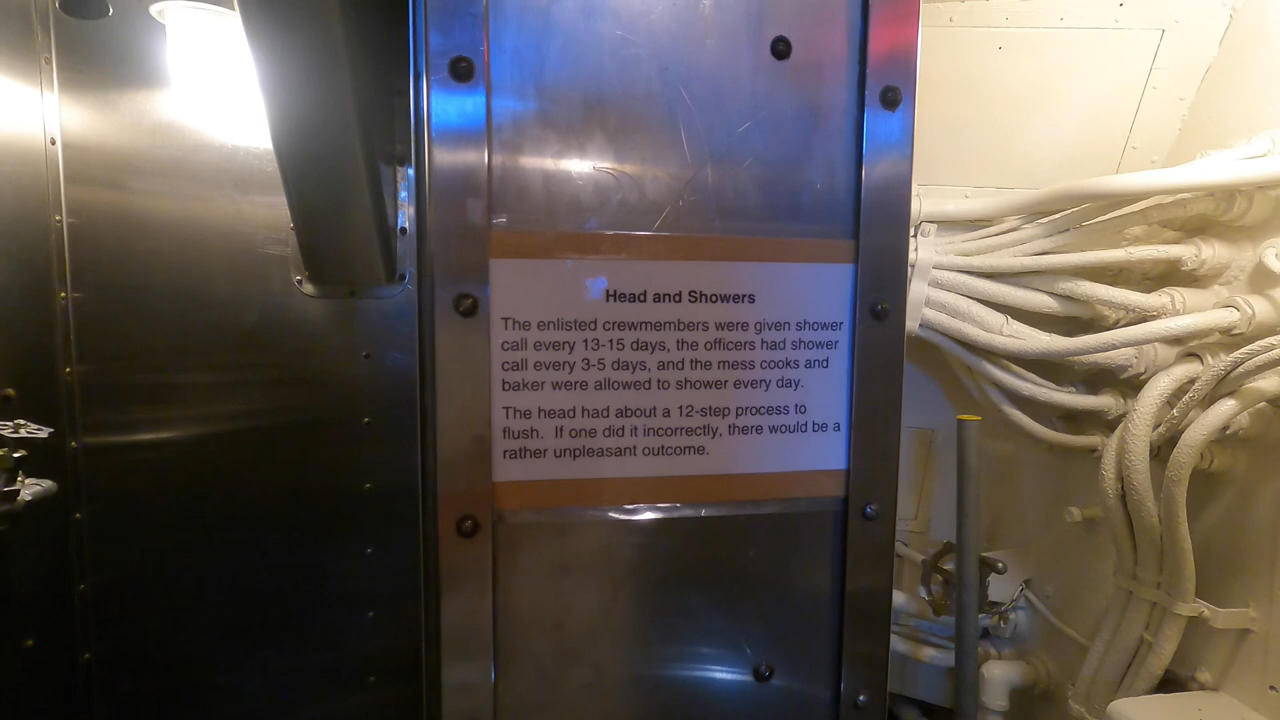 Head and Showers
The enlisted crewmembers were given shower
call every 13-15 days, the officers had shower
call every 3-5 days, and the mess cooks and
baker were allowed to shower every day.
The head had about a 12-step process to
flush.  If one did it incorrectly, there would be a
rather unpleasant outcome.